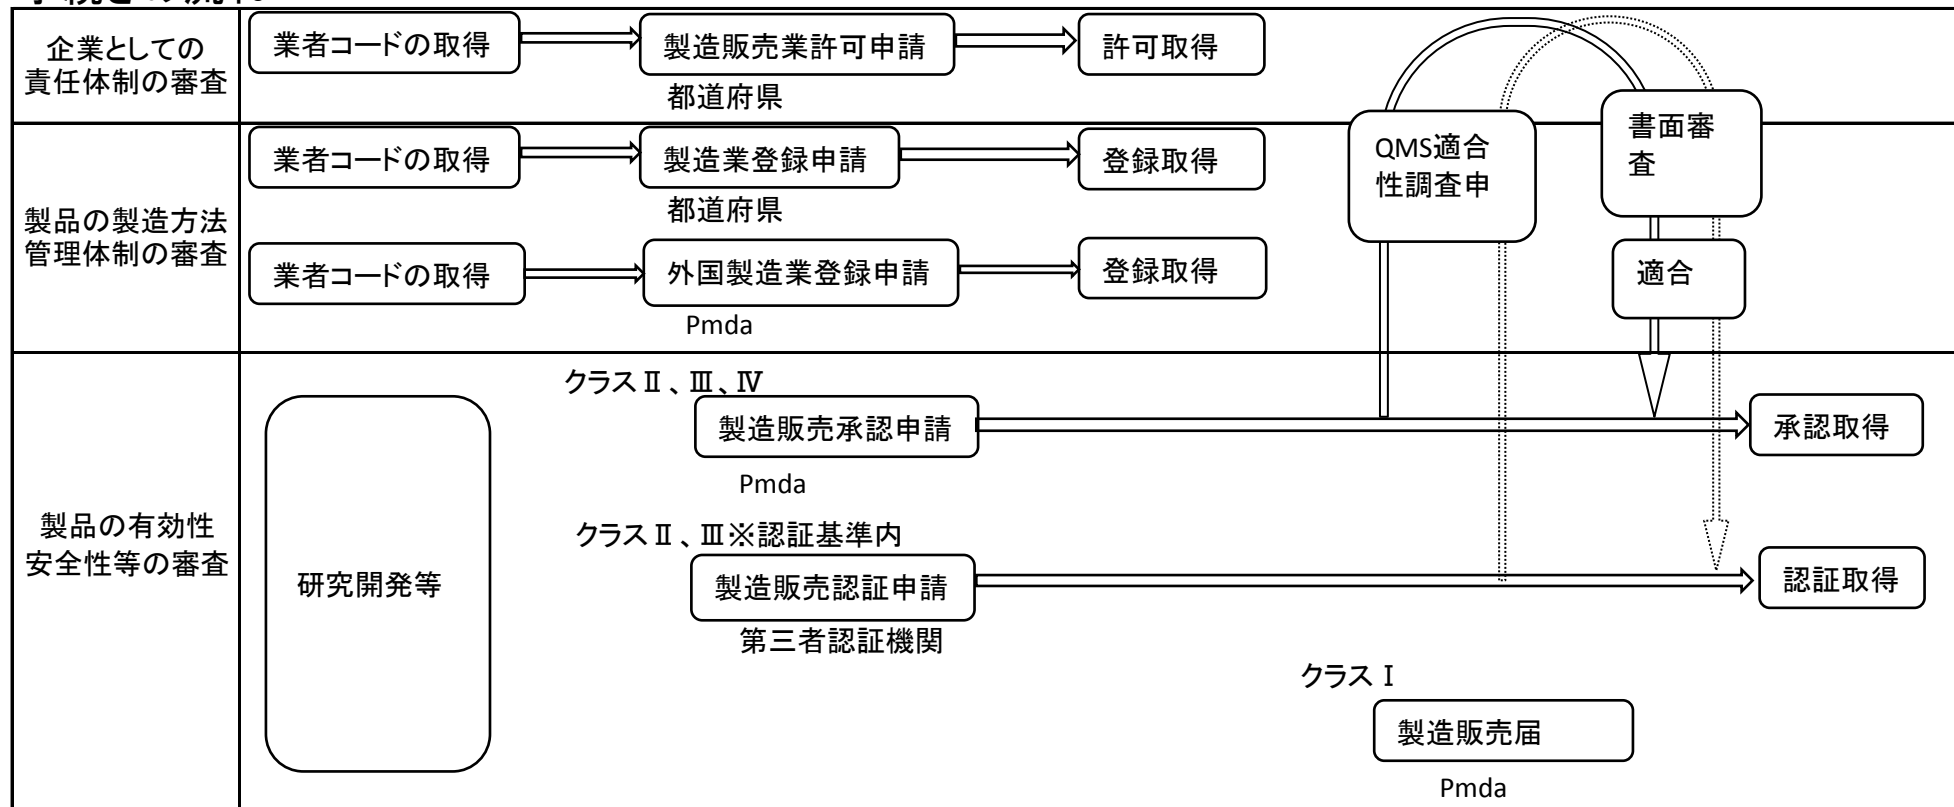 企業としての
責任体制の審査
業者コードの取得
製造販売業許可申請
許可取得
都道府県
製品の製造方法
管理体制の審査
業者コードの取得
製造業登録申請
登録取得
都道府県
業者コードの取得
外国製造業登録申請
登録取得
Pmda
QMS適合
性調査申
書面審
査
適合
製品の有効性
安全性等の審査
研究開発等
クラスⅡ、Ⅲ、Ⅳ
製造販売承認申請
承認取得
Pmda
クラスⅡ、Ⅲ※認証基準内
製造販売認証申請
認証取得
第三者認証機関
クラスⅠ
製造販売届
Pmda